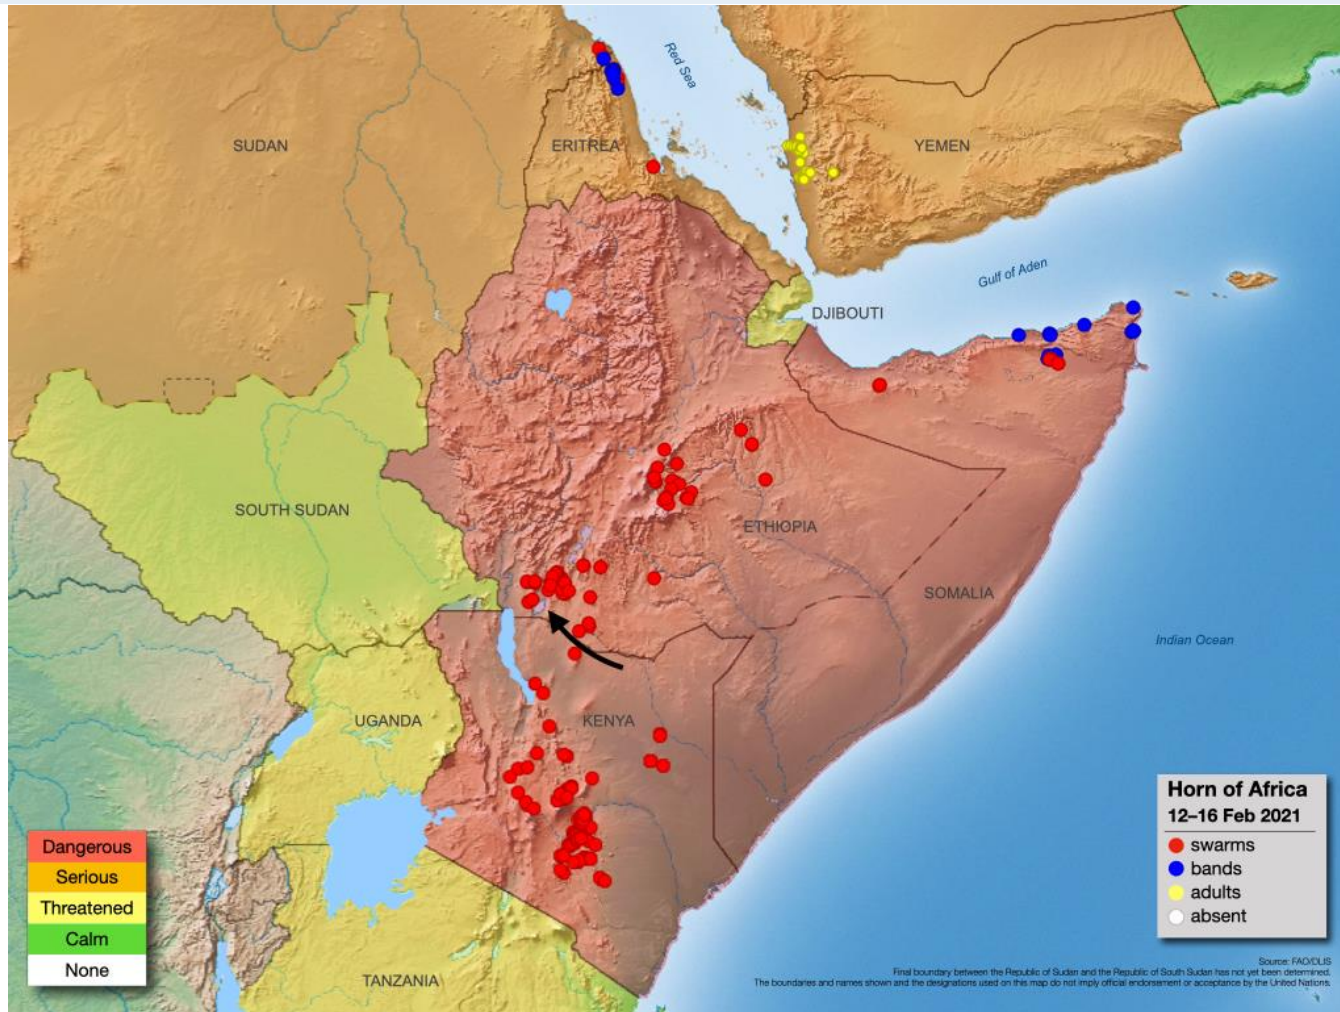 Red Sea
SUDAN
ERITREA
YEMEN
Gulf of Aden
DJIBOUTI
SOUTH SUDAN
ETHIOPIA
SOMALIA
Indian Ocean
UGANDA
KENYA
TANZANIA
Dangerous
Serious
Threatened
Calm
None
Horn of Africa
12–16 Feb 2021
swarms
bands
adults
absent
Source: FAO/DLIS
Final boundary between the Republic of Sudan and the Republic of South Sudan has not yet been determined.
The boundaries and names shown and the designations used on this map do not imply official endorsement or acceptance by the United Nations.